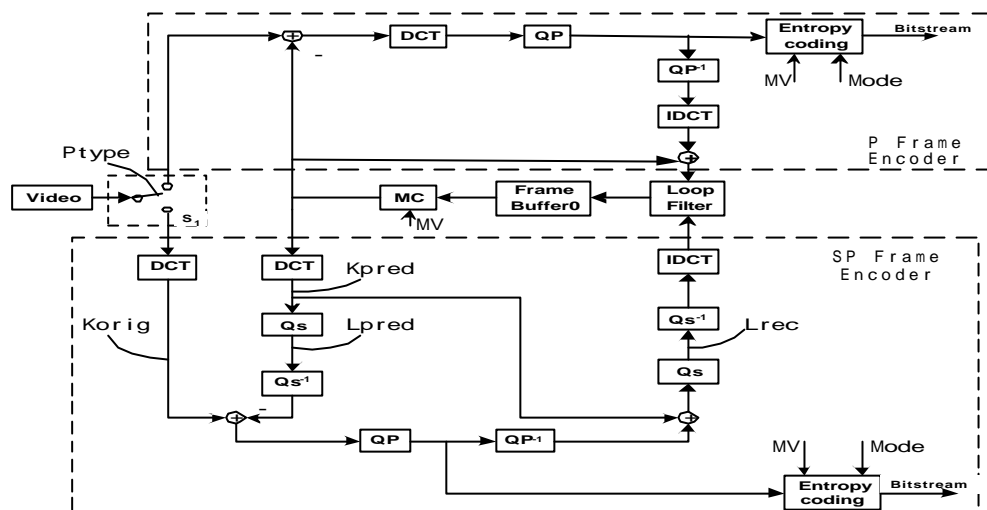 DCT
QP
Entropy
coding
Bitstream
-
QP-1
MV
Mode
IDCT
P Frame
Encoder
Ptype
Video
S1
MC
MV
Frame
Buffer0
Loop
Filter
SP Frame
Encoder
DCT
DCT
IDCT
Kpred
Korig
Qs
Lpred
Qs-1
Lrec
Qs-1
Qs
-
QP
QP-1
MV
Mode
Entropy
coding
Bitstream